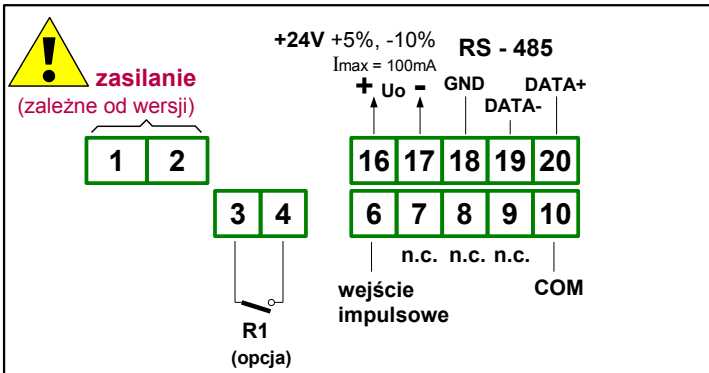 !
zasilanie
(zależne od wersji)
+24V +5%, -10%
Imax = 100mA
+ Uo -
RS - 485
GND
DATA-
DATA+
1 2
16 17 18 19 20
3 4
6 7 8 9 10
n.c. n.c. n.c.
wejście
impulsowe
COM
R1
(opcja)